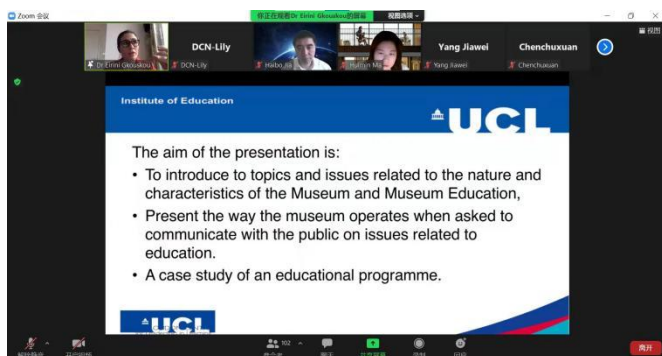 Zoom 会议
你正在观看Dr Eirini Gkouskou的屏幕
视图选项
视图
Dr Eirini Gkouskou
DCN-Lily
DCN-Lily
Haibo Jia
Huimin Ma
Yang Jiawei
Yang Jiawei
Chenchuxuan
Chenchuxuan
Institute of Education
UCL
The aim of the presentation is:
• To introduce to topics and issues related to the nature and
characteristics of the Museum and Museum Education,
• Present the way the museum operates when asked to
communicate with the public on issues related to
education.
• A case study of an educational programme.
UCL
102
离开